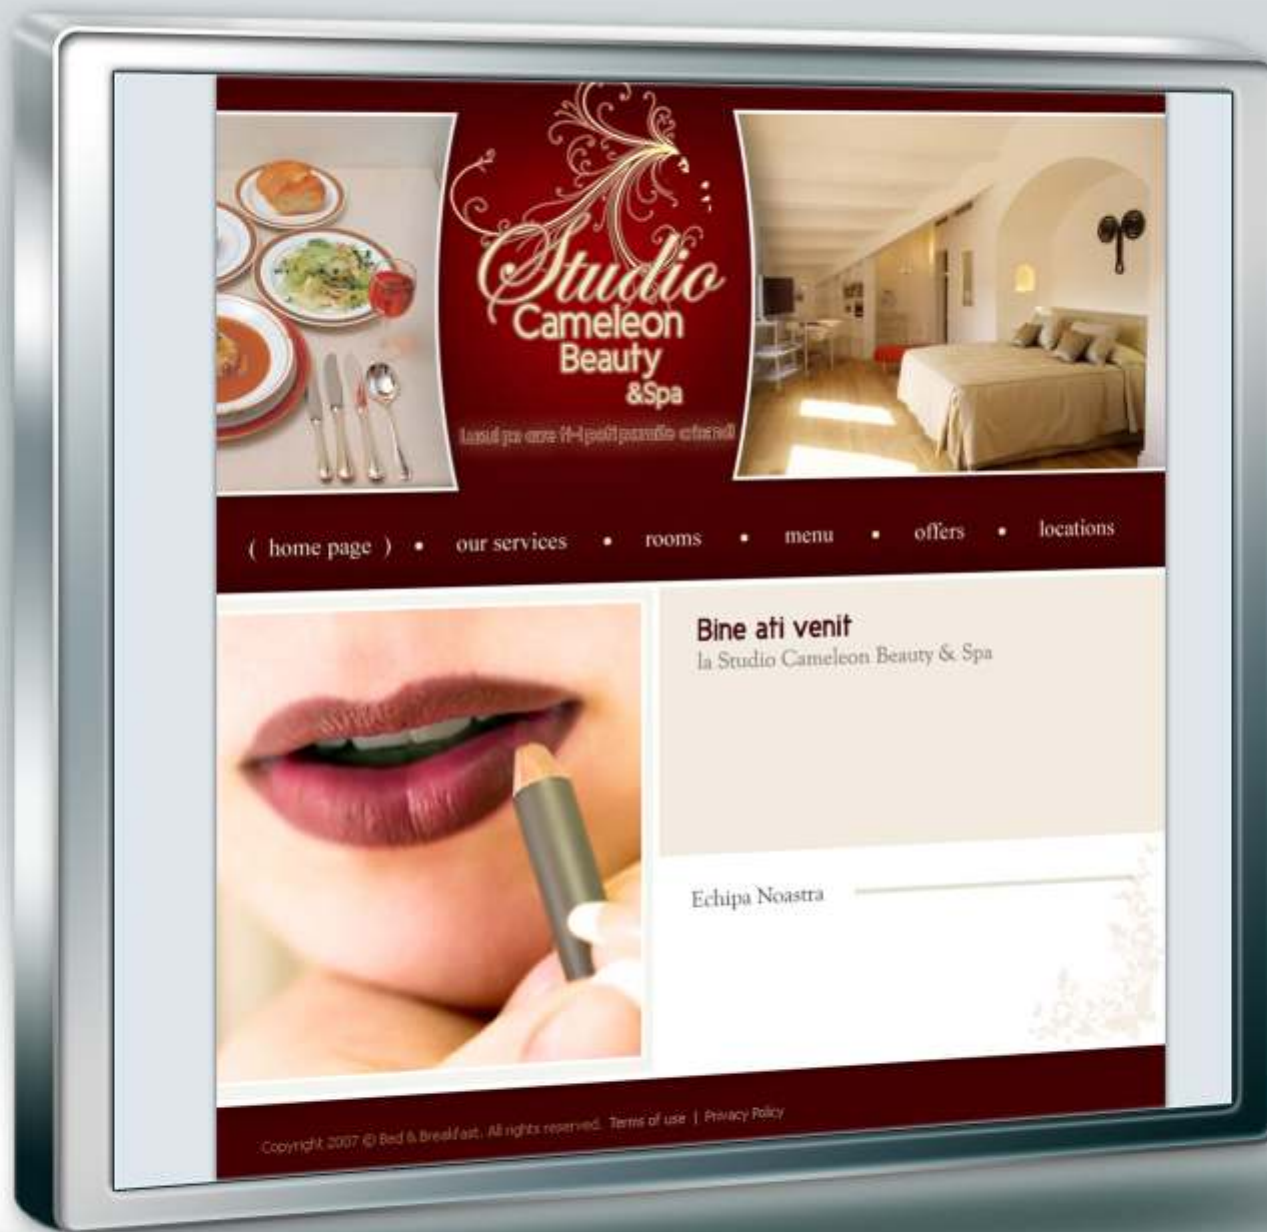 Studio
Cameleon
Beauty
&Spa
( home page ) • our services • rooms • menu • offers • locations
Bine ati venit
la Studio Cameleon Beauty & Spa
Echipa Noastra
Copyright 2007 © Bed & Breakfast. All rights reserved. Terms of use | Privacy Policy